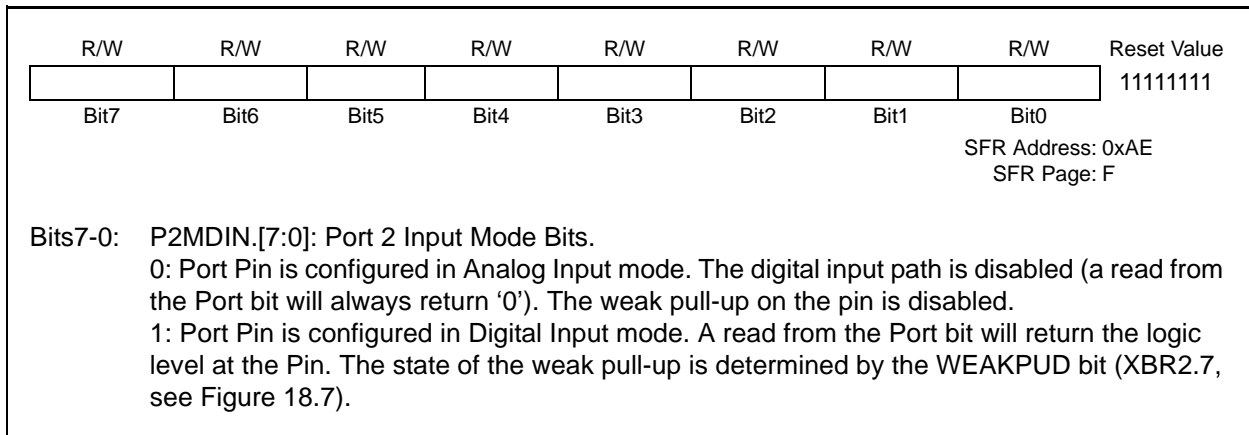 R/W R/W R/W R/W R/W R/W R/W R/W Reset Value
11111111
Bit7 Bit6 Bit5 Bit4 Bit3 Bit2 Bit1 Bit0
SFR Address: 0xAE
SFR Page: F
Bits7-0: P2MDIN.[7:0]: Port 2 Input Mode Bits.
0: Port Pin is configured in Analog Input mode. The digital input path is disabled (a read from
the Port bit will always return ‘0’). The weak pull-up on the pin is disabled.
1: Port Pin is configured in Digital Input mode. A read from the Port bit will return the logic
level at the Pin. The state of the weak pull-up is determined by the WEAKPUD bit (XBR2.7,
see Figure 18.7).